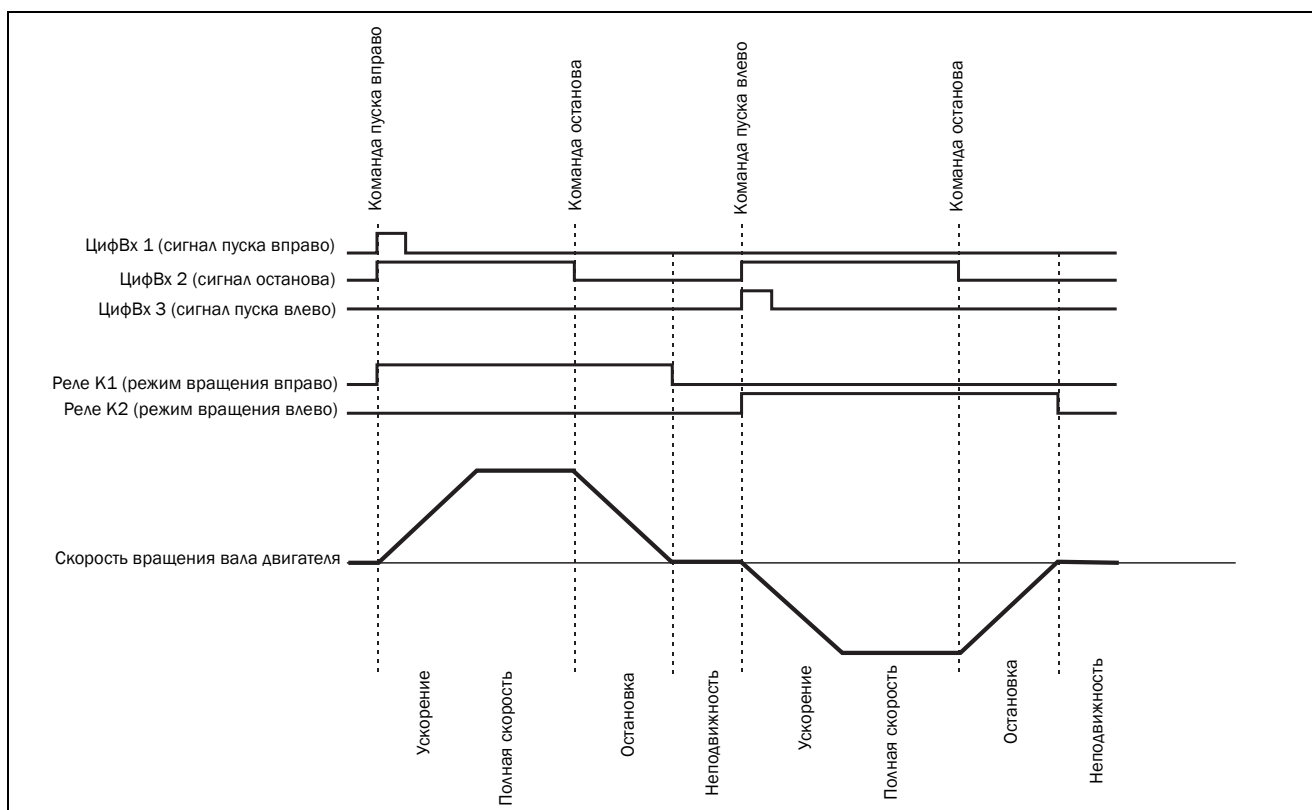 Команда пуска вправо
Команда останова
Команда пуска влево
Команда останова
ЦифВх 1 (сигнал пуска вправо)
ЦифВх 2 (сигнал останова)
ЦифВх 3 (сигнал пуска влево)
Реле К1 (режим вращения вправо)
Реле К2 (режим вращения влево)
Скорость вращения вала двигателя
Ускорение
Полная скорость
Остановка
Неподвижность
Ускорение
Полная скорость
Остановка
Неподвижность